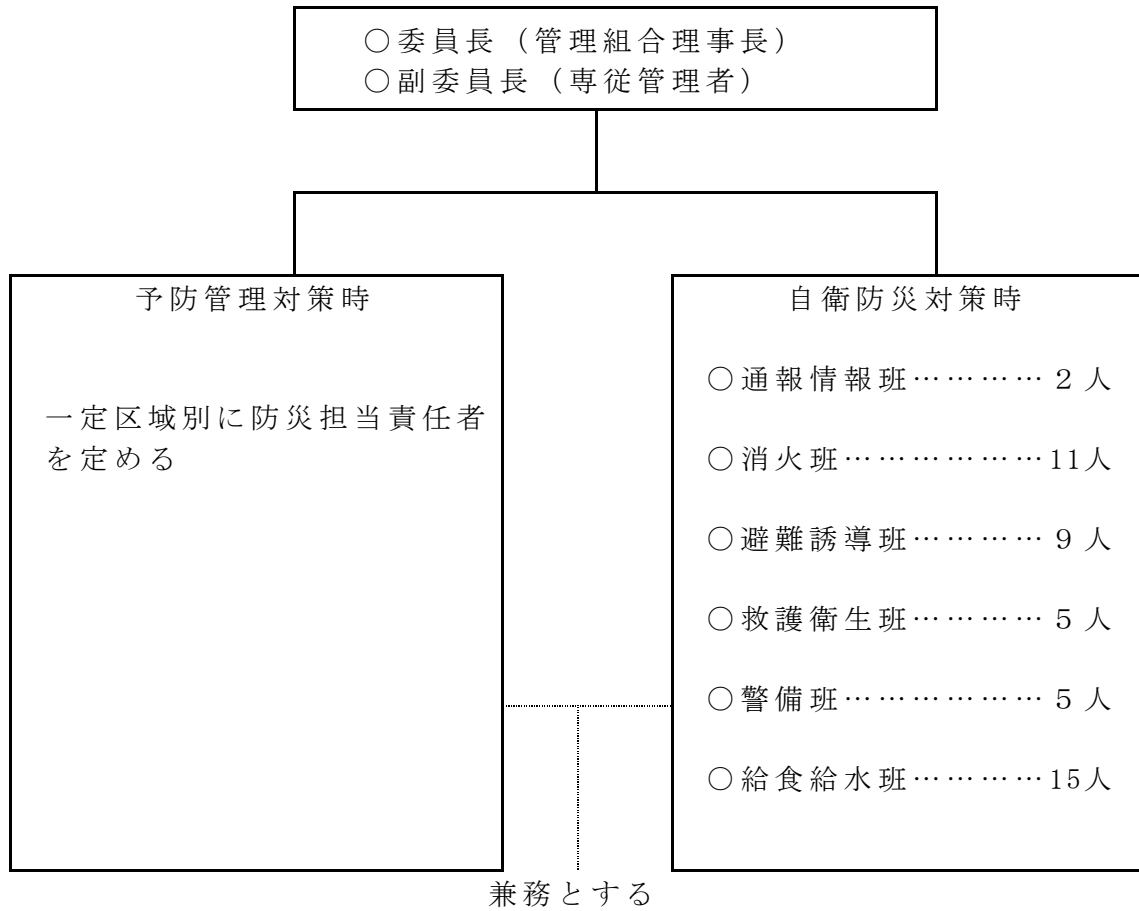 ○委員長（管理組合理事長）
○副委員長（専従管理者）
予防管理対策時
一定区域別に防災担当責任者
を定める
自衛防災対策時
○通報情報班…………２人
○消火班………………11人
○避難誘導班…………９人
○救護衛生班…………５人
○警備班………………５人
○給食給水班…………15人
兼務とする